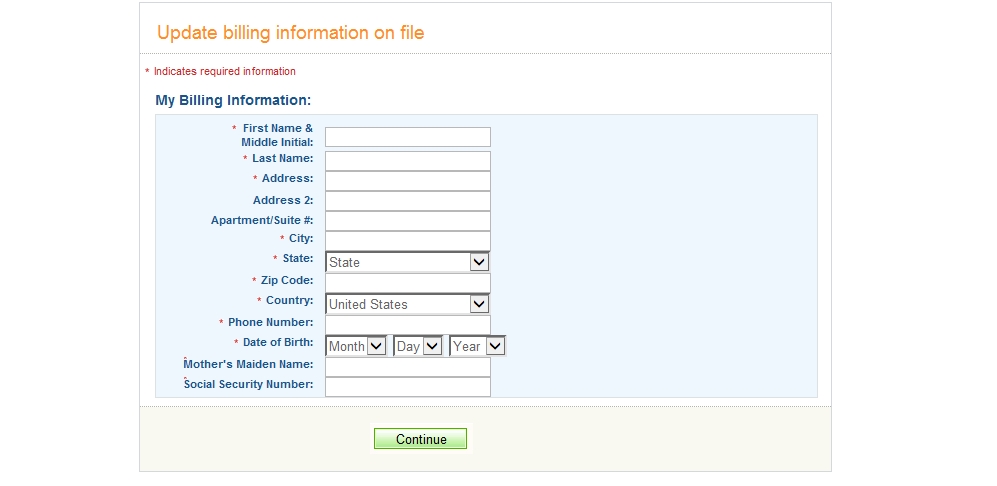 Update billing information on file
* Indicates required information
My Billing Information:
* First Name &
Middle Initial:
* Last Name:
* Address:
Address 2:
Apartment/Suite #:
* City:
* State: State
* Zip Code:
* Country: United States
* Phone Number:
* Date of Birth: Month Day Year
* Mother's Maiden Name:
* Social Security Number:
Continue